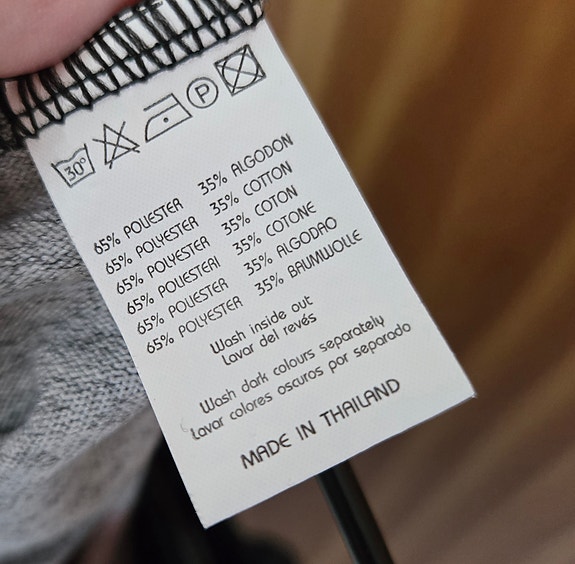 30°
P
65% POLIESTER 35% ALGODON
65% POLYESTER 35% COTTON
65% POLYESTER 35% COTON
65% POLIESTERI 35% COTONE
65% POLIESTER 35% ALGODAO
65% POLYESTER 35% BAUMWOLLE
Wash inside out
Lavar del revés
Wash dark colours separately
Lavar colores oscuros por separado
MADE IN THAILAND